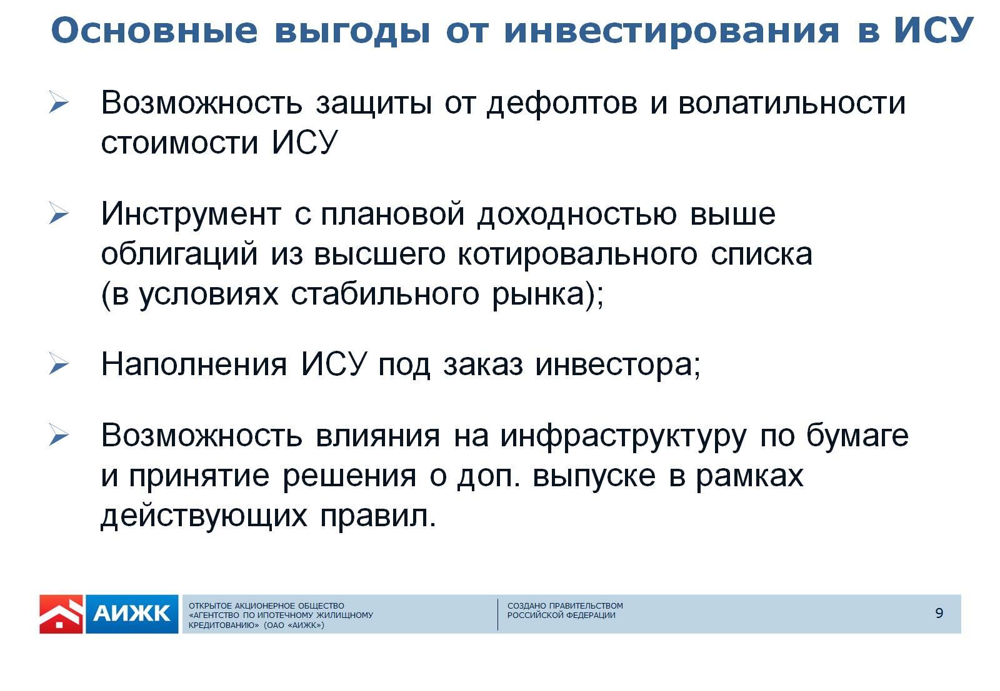 Основные выгоды от инвестирования в ИСУ
Возможность защиты от дефолтов и волатильности
стоимости ИСУ
Инструмент с плановой доходностью выше
облигаций из высшего котировального списка
(в условиях стабильного рынка);
Наполнения ИСУ под заказ инвестора;
Возможность влияния на инфраструктуру по бумаге
и принятие решения о доп. выпуске в рамках
действующих правил.
АИЖК
ОТКРЫТОЕ АКЦИОНЕРНОЕ ОБЩЕСТВО
«АГЕНТСТВО ПО ИПОТЕЧНОМУ ЖИЛИЩНОМУ
КРЕДИТОВАНИЮ» (ОАО «АИЖК»)
СОЗДАНО ПРАВИТЕЛЬСТВОМ
РОССИЙСКОЙ ФЕДЕРАЦИИ
9